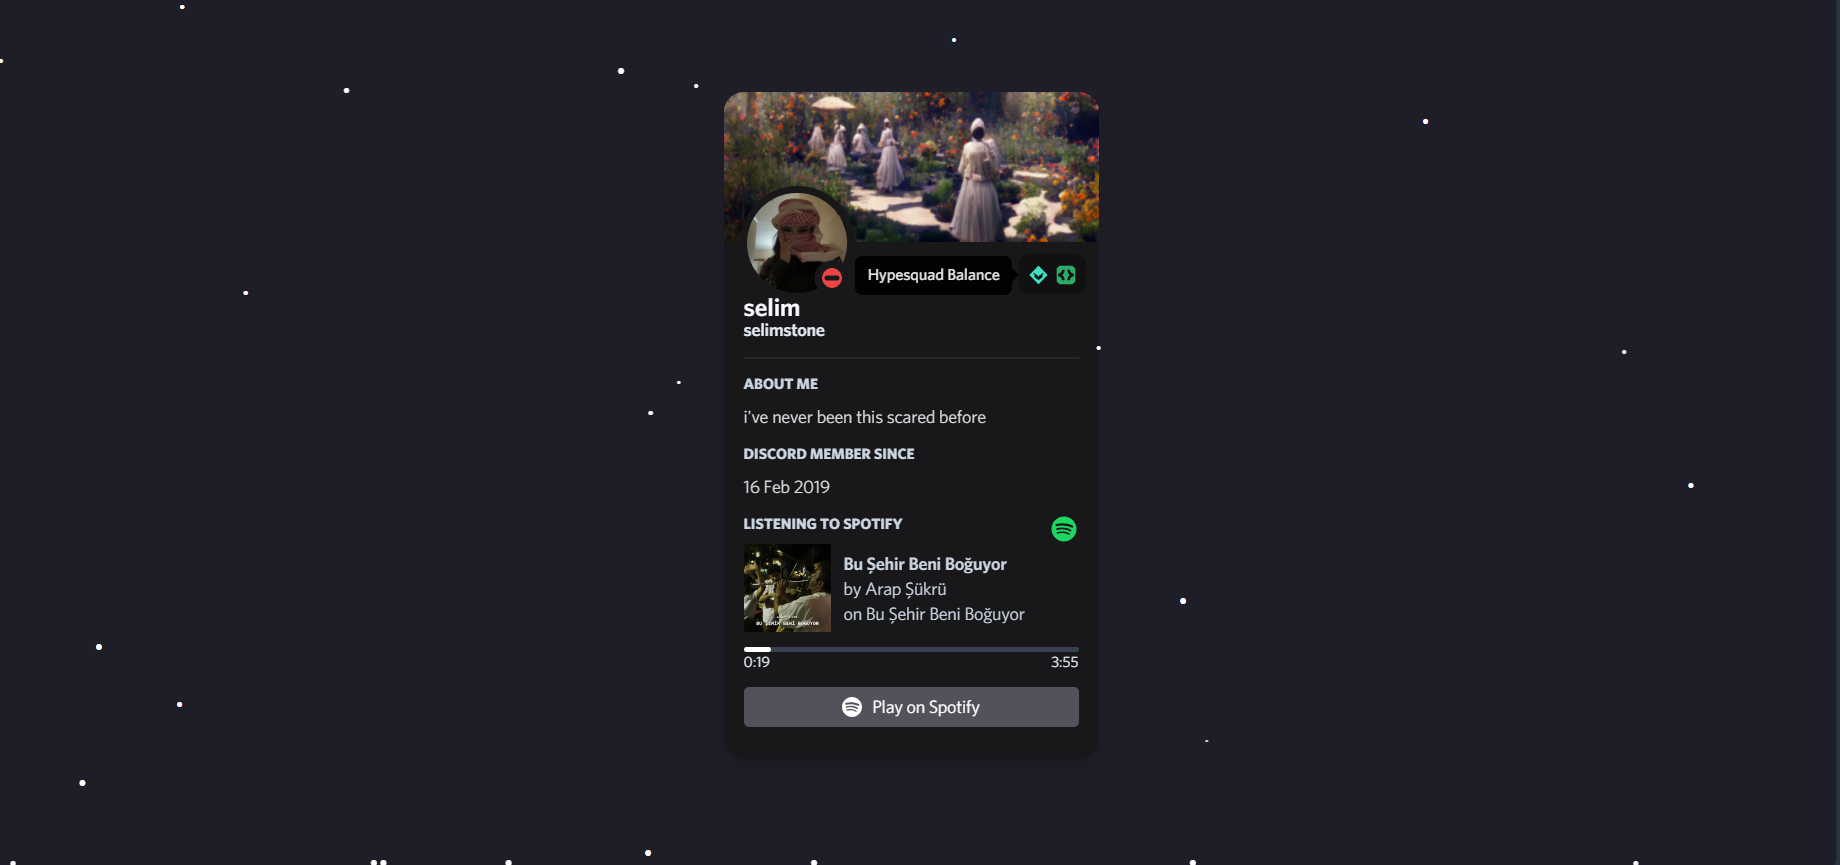 Hypesquad Balance
selim
selimstone
ABOUT ME
i've never been this scared before
DISCORD MEMBER SINCE
16 Feb 2019
LISTENING TO SPOTIFY
Bu Şehir Beni Boğuyor
by Arap Şükrü
on Bu Şehir Beni Boğuyor
BU ŞEHİR BENİ BOĞUYOR
0:19
3:55
Play on Spotify